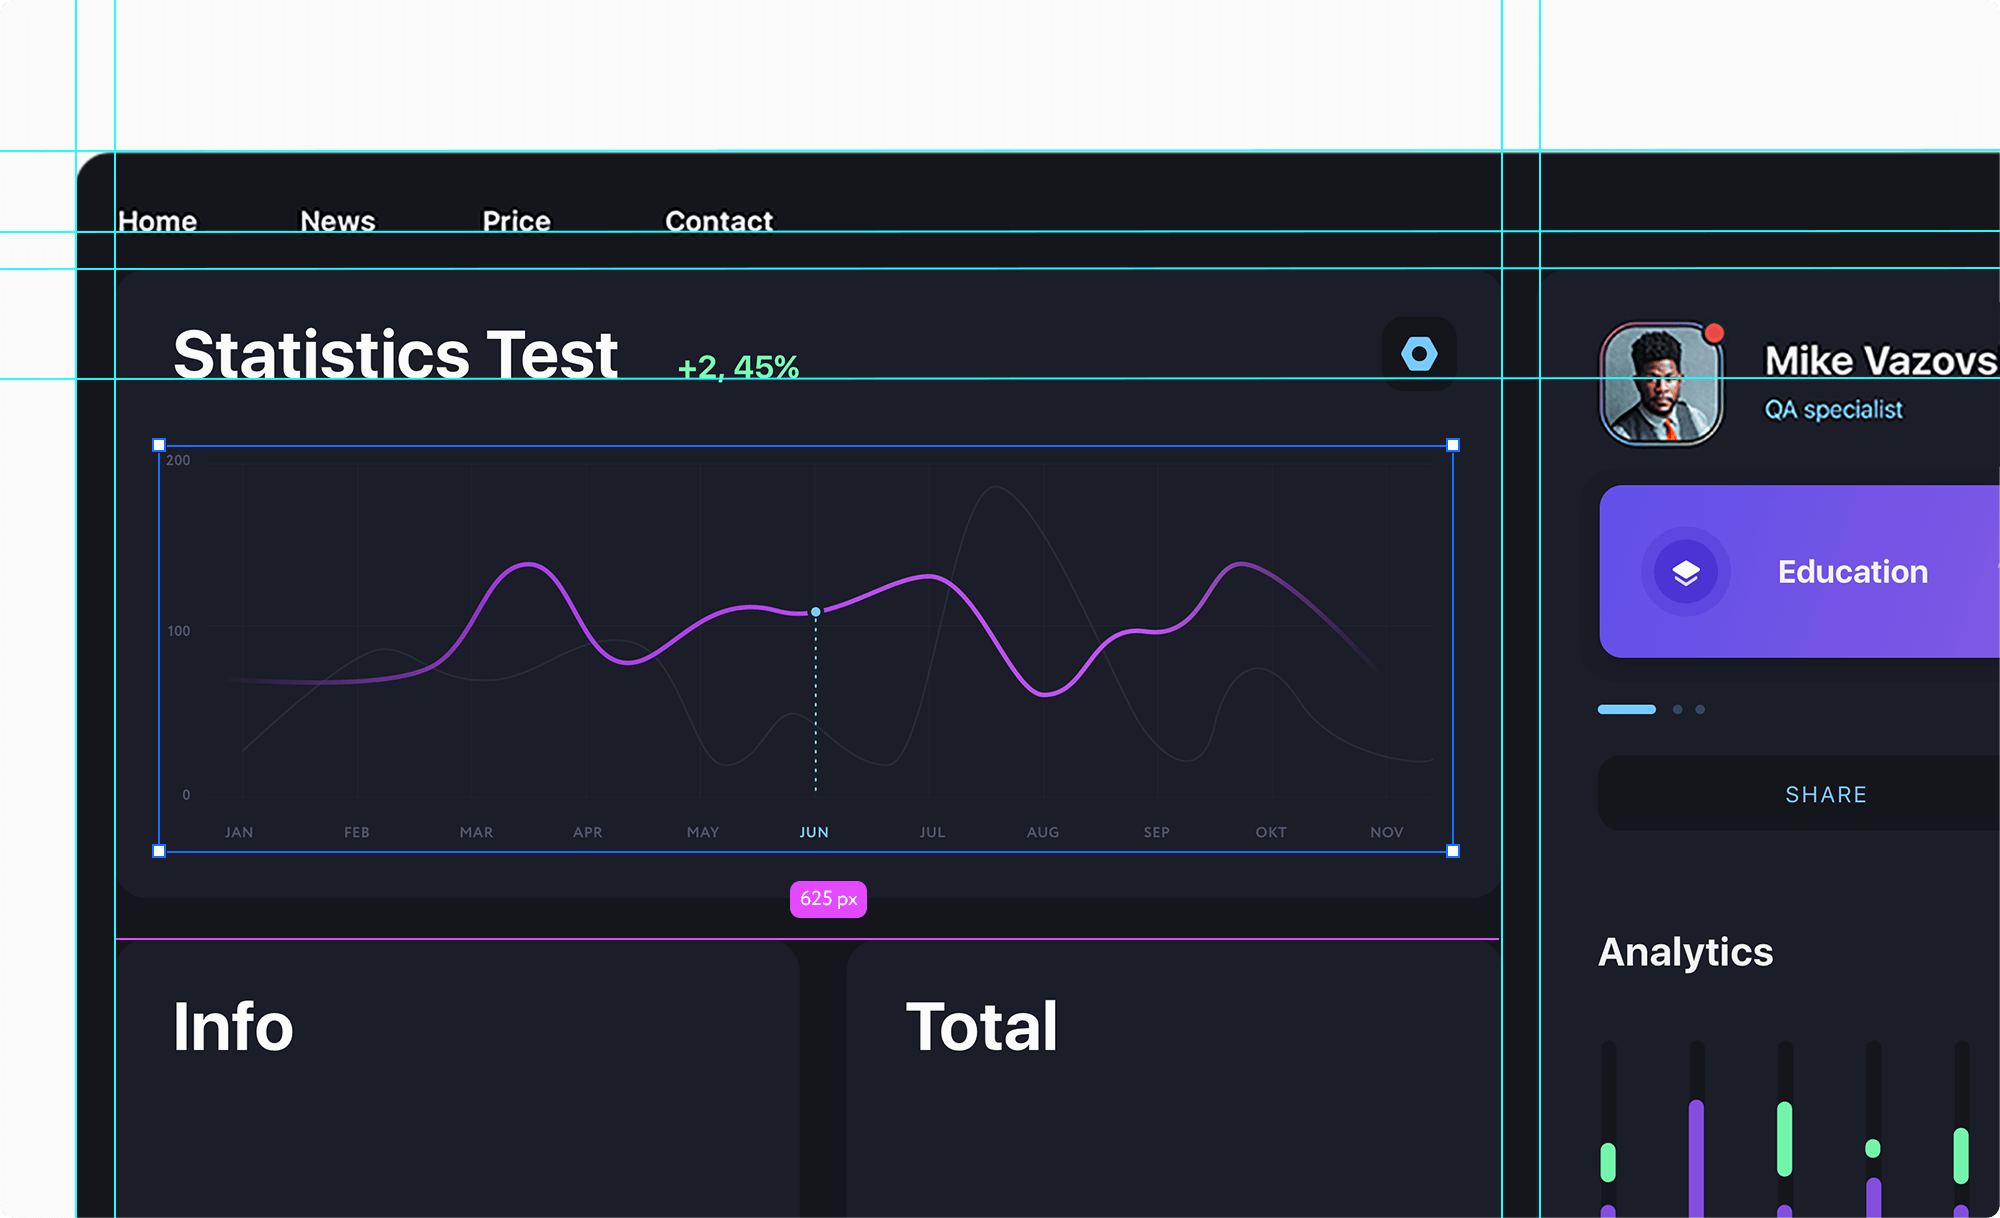 Home News Price Contact
Statistics Test +2, 45%
200
100
0
JAN FEB MAR APR MAY JUN JUL AUG SEP OKT NOV
625 px
Info
Total
Mike Vazovs
QA specialist
Education
SHARE
Analytics